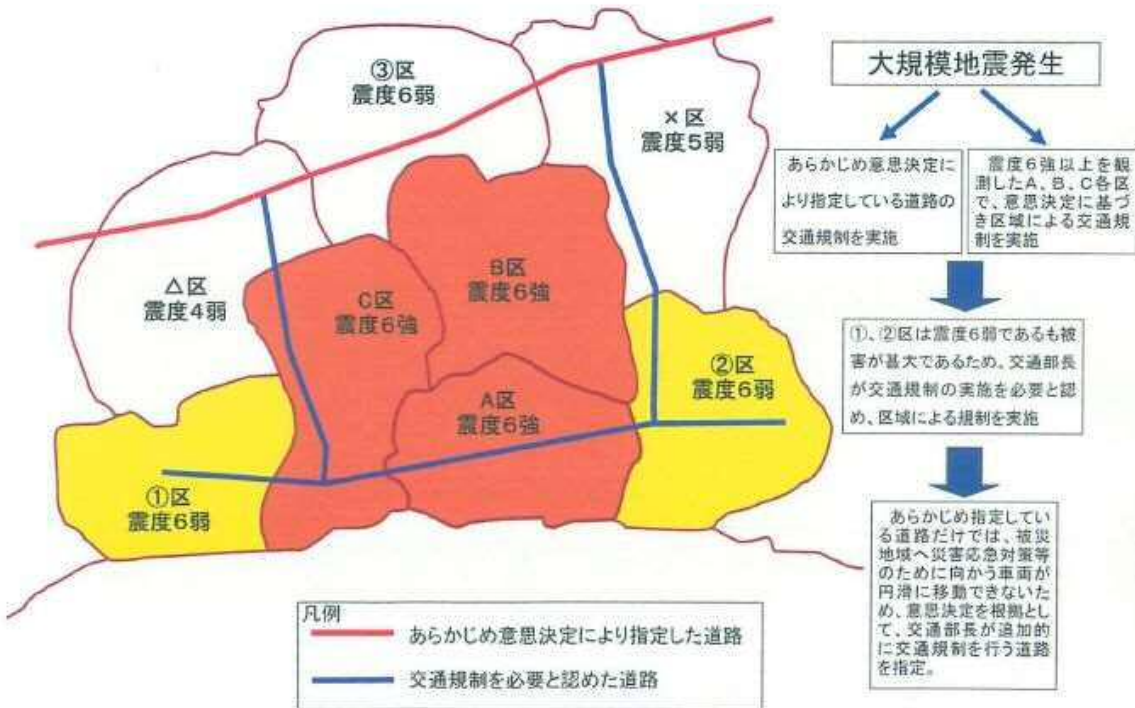 ③区
震度6弱
×区
震度5弱
△区
震度4弱
C区
震度6強
B区
震度6強
A区
震度6強
①区
震度6弱
②区
震度6弱
凡例
あらかじめ意思決定により指定した道路
交通規制を必要と認めた道路
大規模地震発生
あらかじめ意思決定に
より指定している道路の
交通規制を実施
震度6強以上を観
測したA、B、C各区
で、意思決定に基づ
き区域による交通規
制を実施
①、②区は震度6弱であるも被
害が甚大であるため、交通部長
が交通規制の実施を必要と認
め、区域による規制を実施
あらかじめ指定してい
る道路だけでは、被災
地域へ災害応急対策等
のために向かう車両が
円滑に移動できないた
め、意思決定を根拠とし
て、交通部長が追加的
に交通規制を行う道路
を指定。